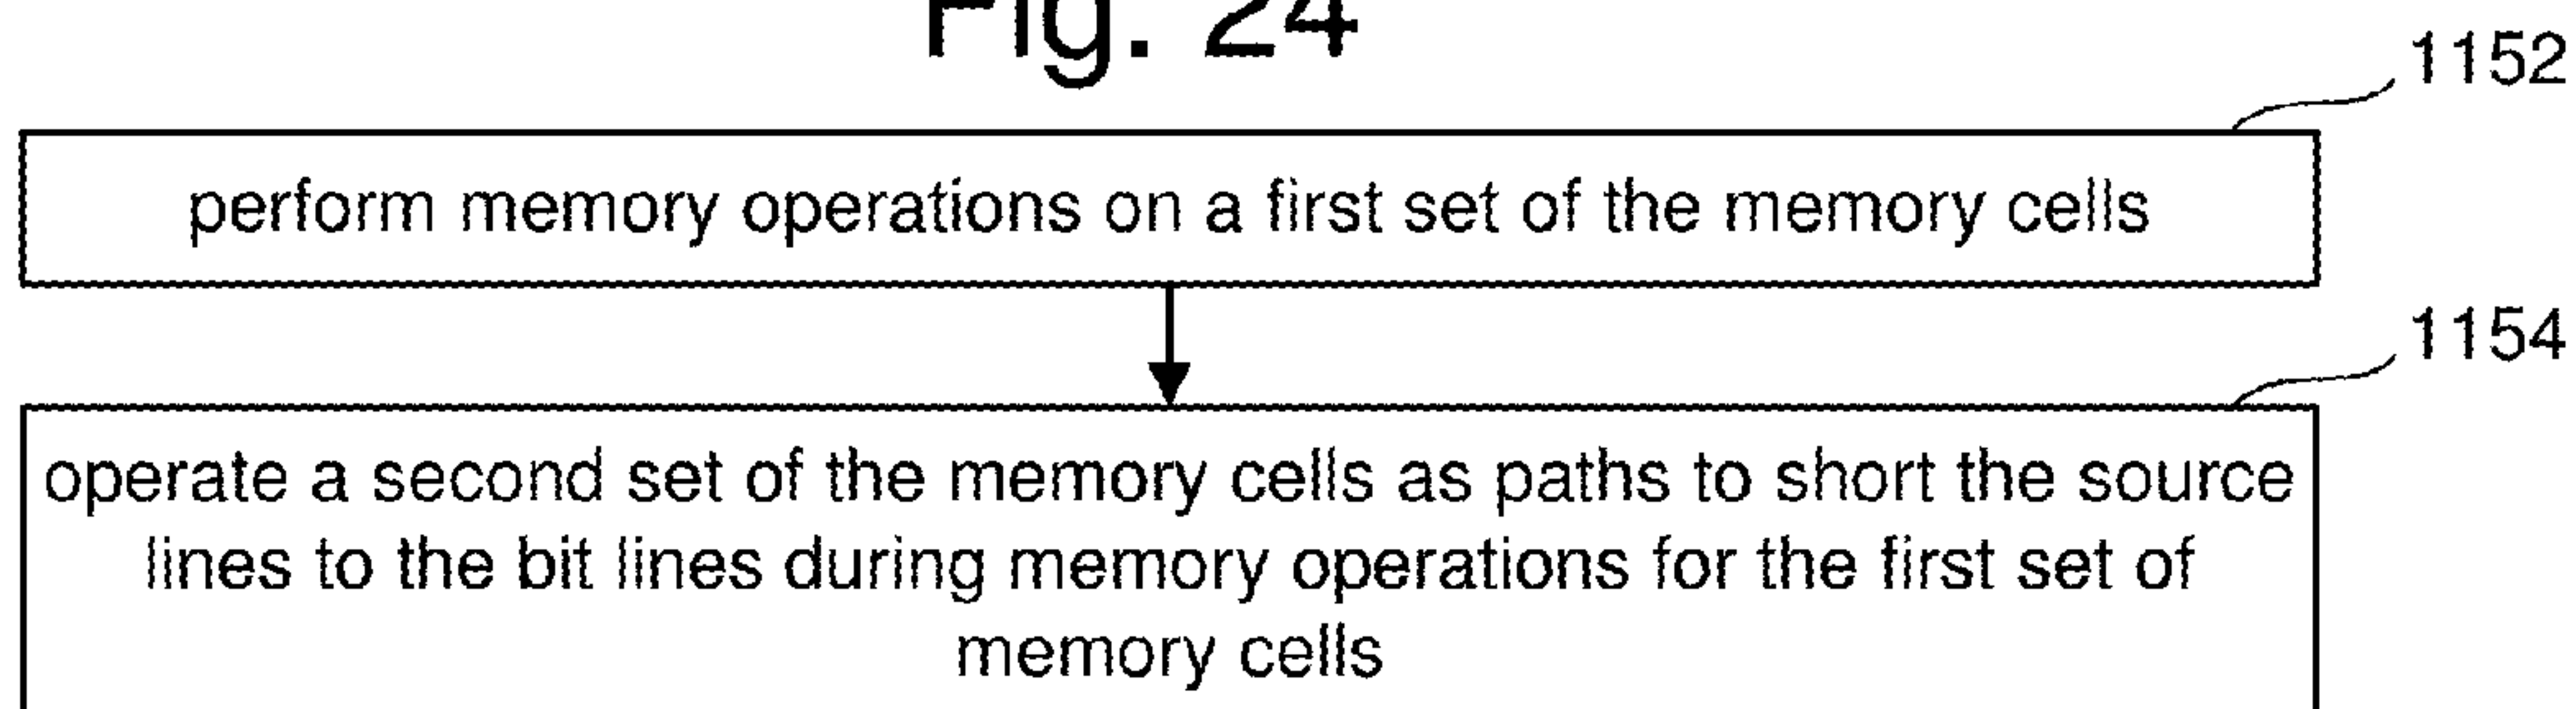 Fig. 24
1152
perform memory operations on a first set of the memory cells
1154
operate a second set of the memory cells as paths to short the source
lines to the bit lines during memory operations for the first set of
memory cells